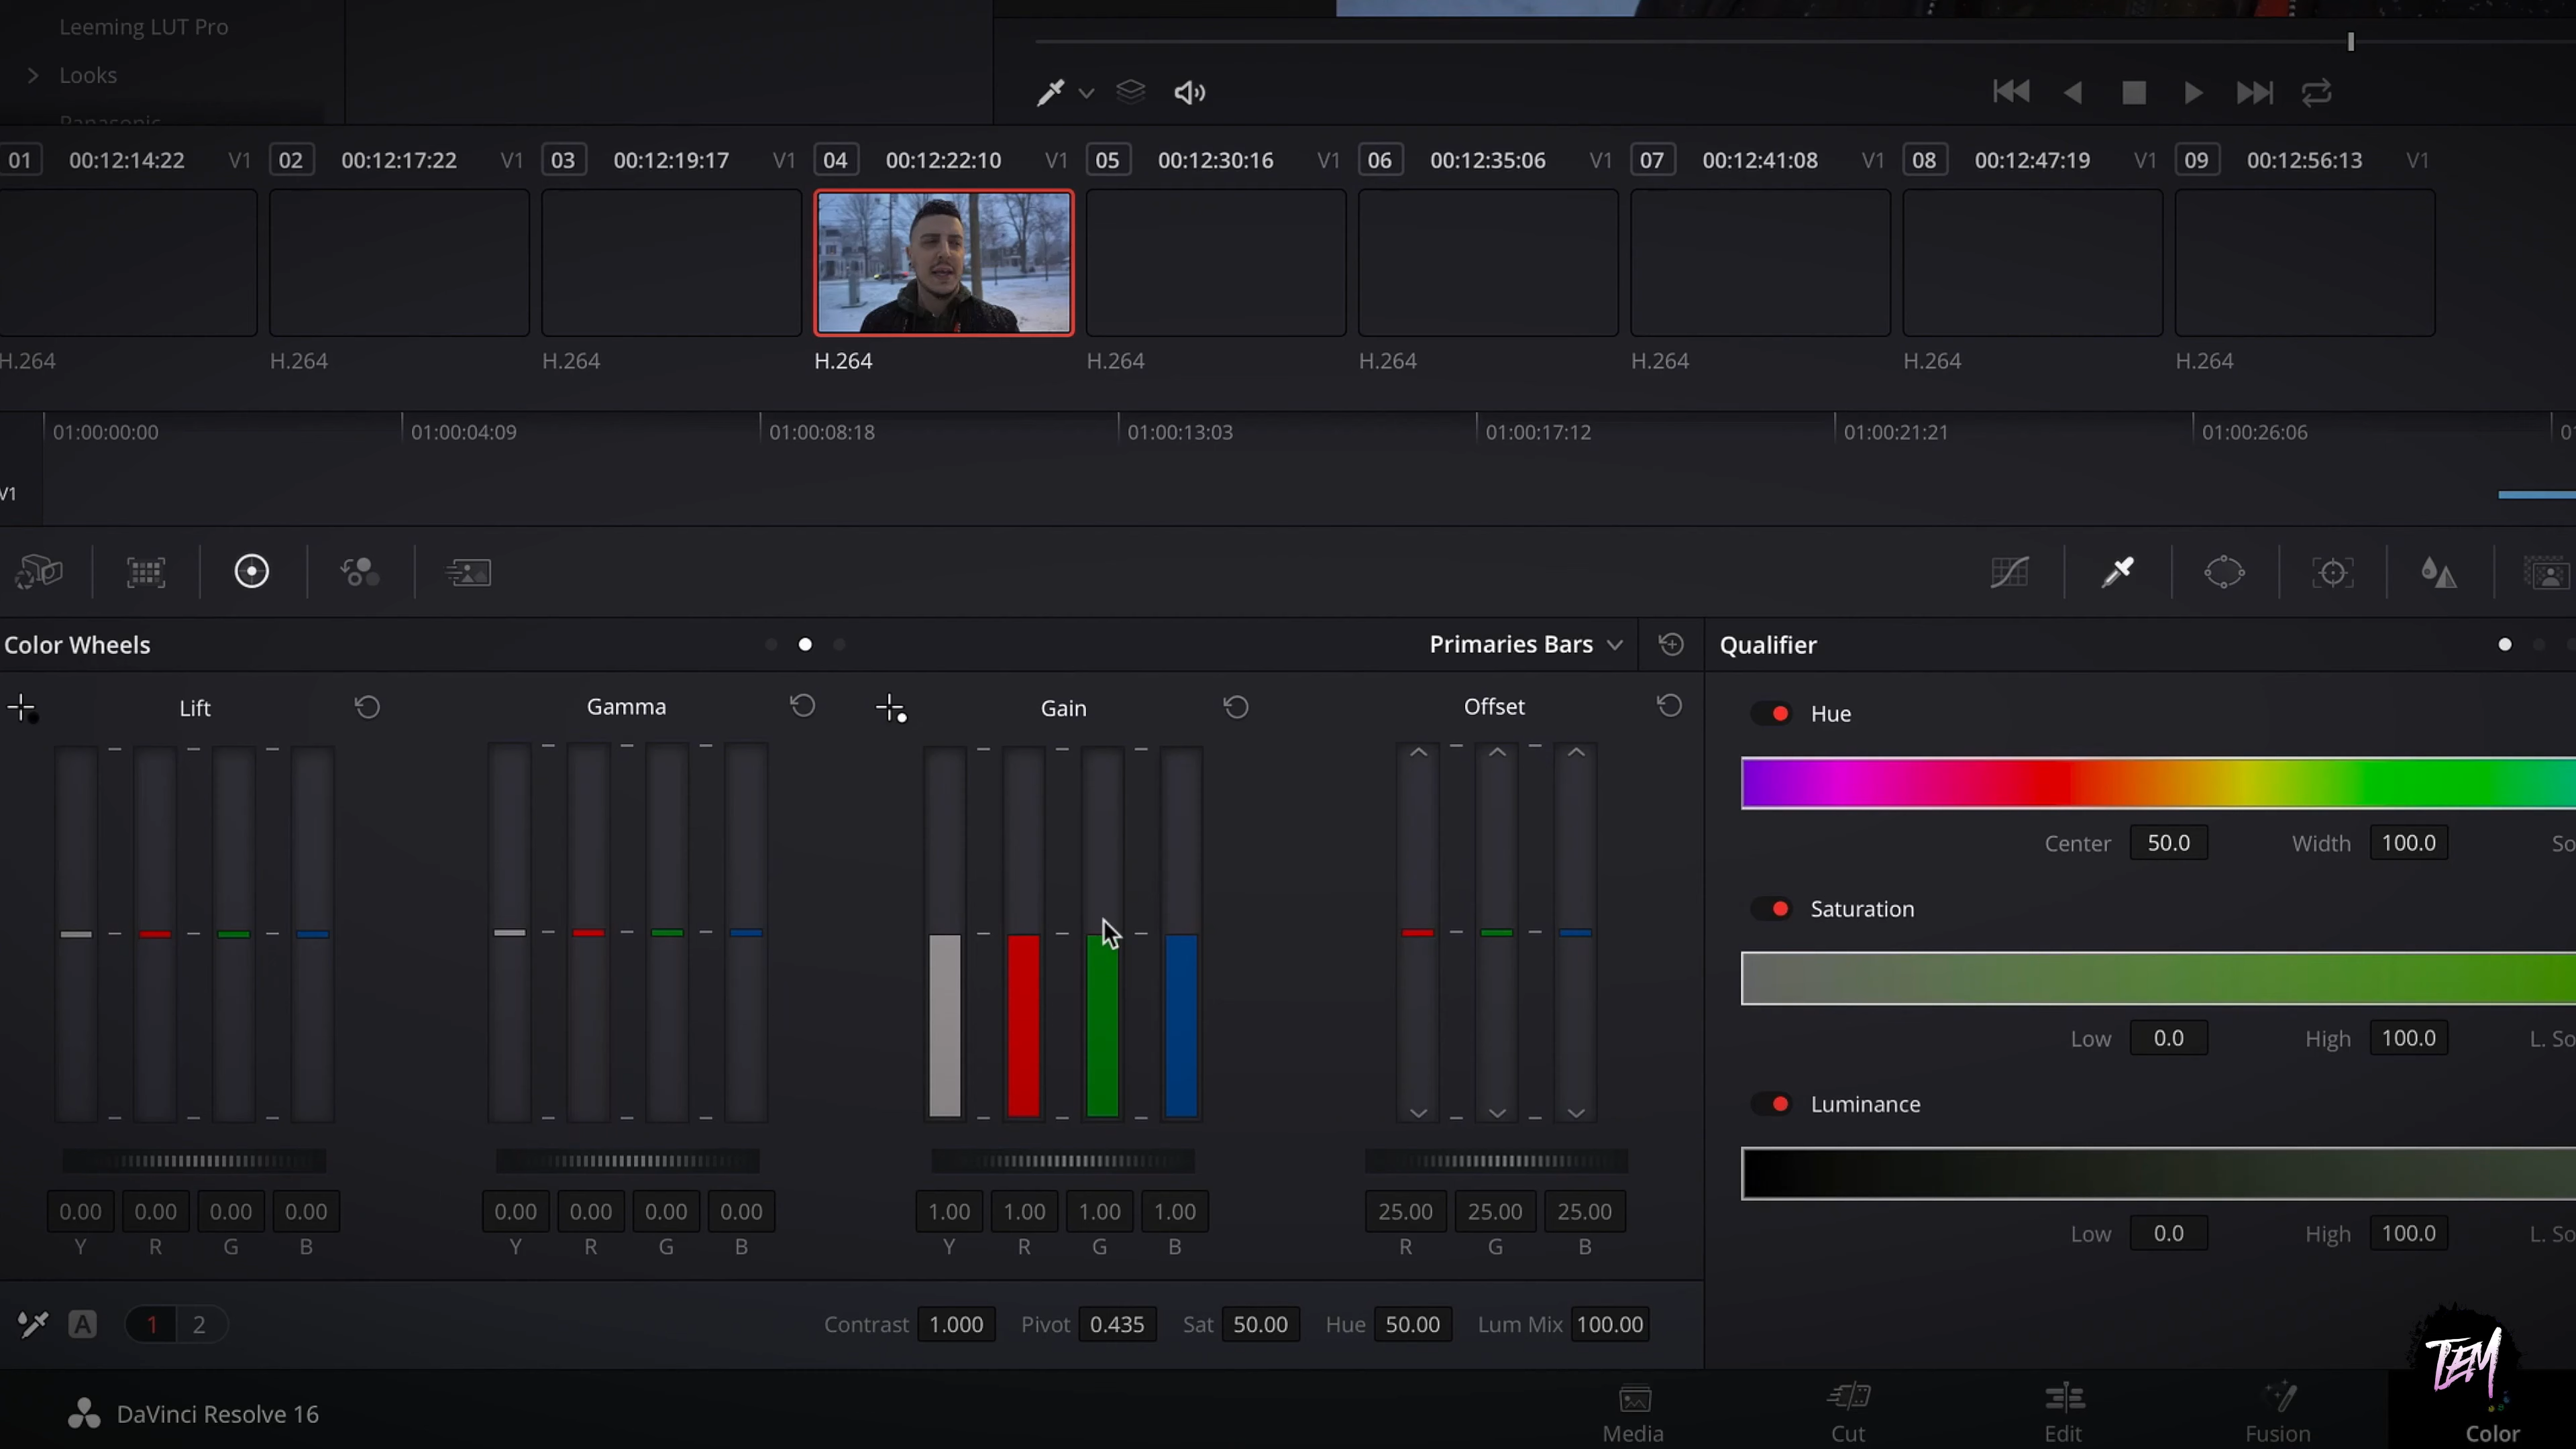 Leeming LUT Pro
Looks
Panasonic
01 00:12:14:22 V1 02 00:12:17:22 V1 03 00:12:19:17 V1 04 00:12:22:10 V1 05 00:12:30:16 V1 06 00:12:35:06 V1 07 00:12:41:08 V1 08 00:12:47:19 V1 09 00:12:56:13 V1
H.264 H.264 H.264 H.264 H.264 H.264 H.264 H.264 H.264
01:00:00:00 01:00:04:09 01:00:08:18 01:00:13:03 01:00:17:12 01:00:21:21 01:00:26:06
V1
Color Wheels Primaries Bars Qualifier
Lift Gamma Gain Offset
Hue
Center 50.0 Width 100.0 So
Saturation
Low 0.0 High 100.0 L. So
Luminance
0.00 0.00 0.00 0.00 0.00 0.00 0.00 0.00 1.00 1.00 1.00 1.00 25.00 25.00 25.00
Y R G B Y R G B Y R G B R G B
Low 0.0 High 100.0 L. So
A 1 2 Contrast 1.000 Pivot 0.435 Sat 50.00 Hue 50.00 Lum Mix 100.00
TEM
DaVinci Resolve 16 Media Cut Edit Fusion Color